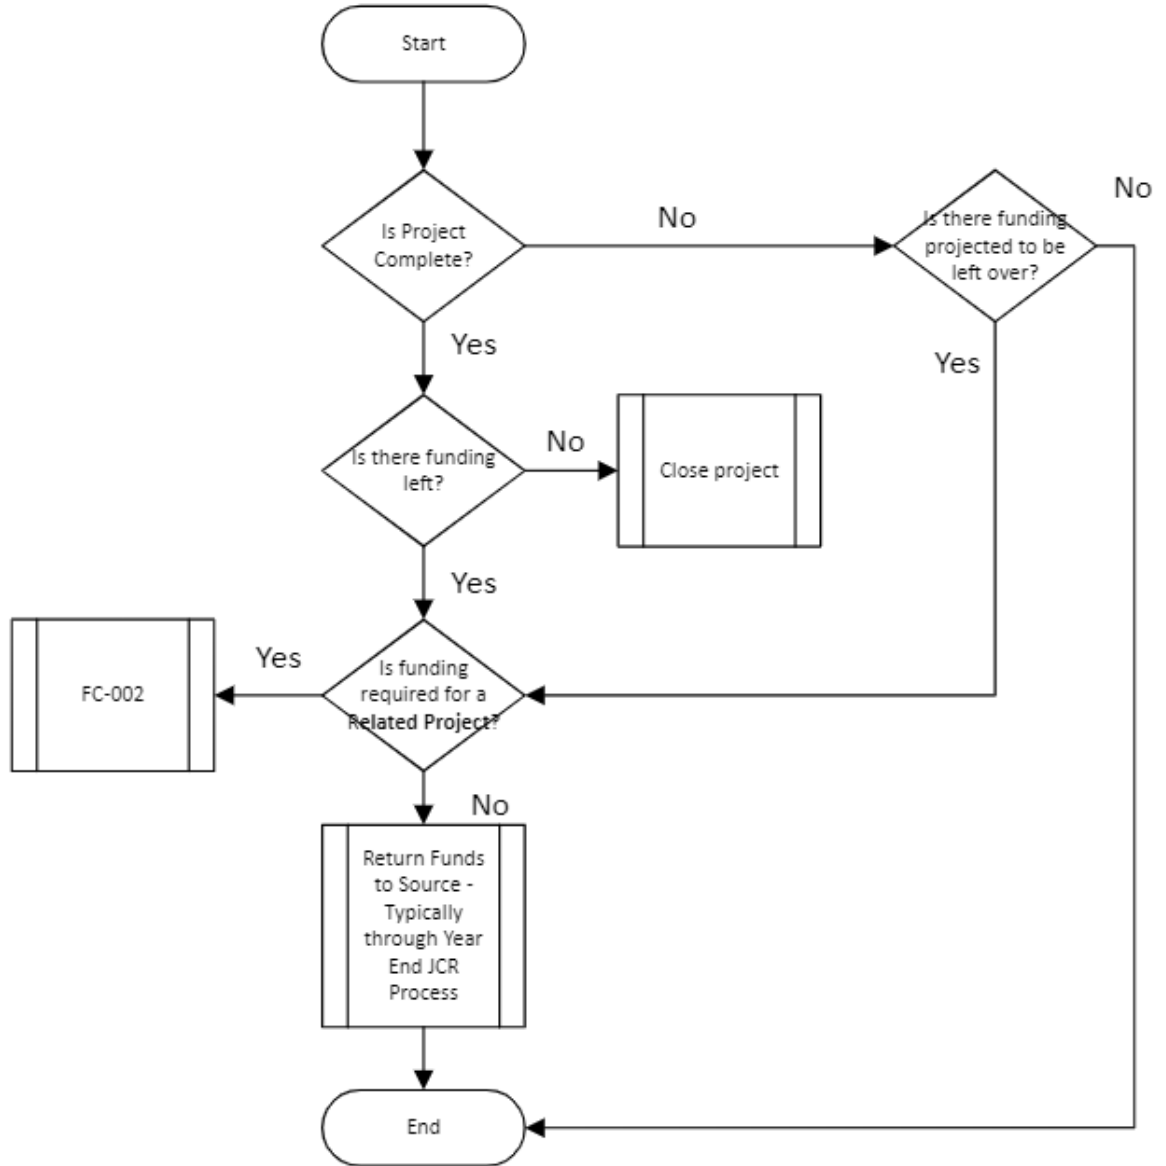 Start
Is Project
Complete?
No
Is there funding
projected to be
left over?
No
Yes
Yes
Is there funding
left?
No
Close project
Yes
FC-002
Yes
Is funding
required for a
Related Project?
No
Return Funds
to Source -
Typically
through Year
End JCR
Process
End